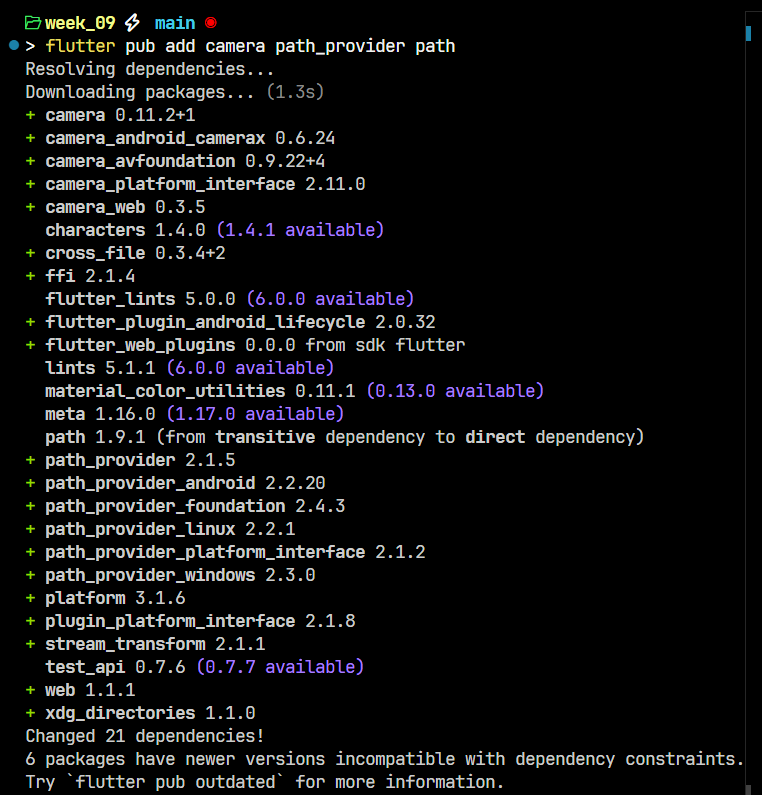 week_09 main
> flutter pub add camera path_provider path
Resolving dependencies...
Downloading packages... (1.3s)
+ camera 0.11.2+1
+ camera_android_camerax 0.6.24
+ camera_avfoundation 0.9.22+4
+ camera_platform_interface 2.11.0
+ camera_web 0.3.5
characters 1.4.0 (1.4.1 available)
+ cross_file 0.3.4+2
+ ffi 2.1.4
flutter_lints 5.0.0 (6.0.0 available)
+ flutter_plugin_android_lifecycle 2.0.32
+ flutter_web_plugins 0.0.0 from sdk flutter
lints 5.1.1 (6.0.0 available)
material_color_utilities 0.11.1 (0.13.0 available)
meta 1.16.0 (1.17.0 available)
path 1.9.1 (from transitive dependency to direct dependency)
+ path_provider 2.1.5
+ path_provider_android 2.2.20
+ path_provider_foundation 2.4.3
+ path_provider_linux 2.2.1
+ path_provider_platform_interface 2.1.2
+ path_provider_windows 2.3.0
+ platform 3.1.6
+ plugin_platform_interface 2.1.8
+ stream_transform 2.1.1
test_api 0.7.6 (0.7.7 available)
+ web 1.1.1
+ xdg_directories 1.1.0
Changed 21 dependencies!
6 packages have newer versions incompatible with dependency constraints.
Try `flutter pub outdated` for more information.